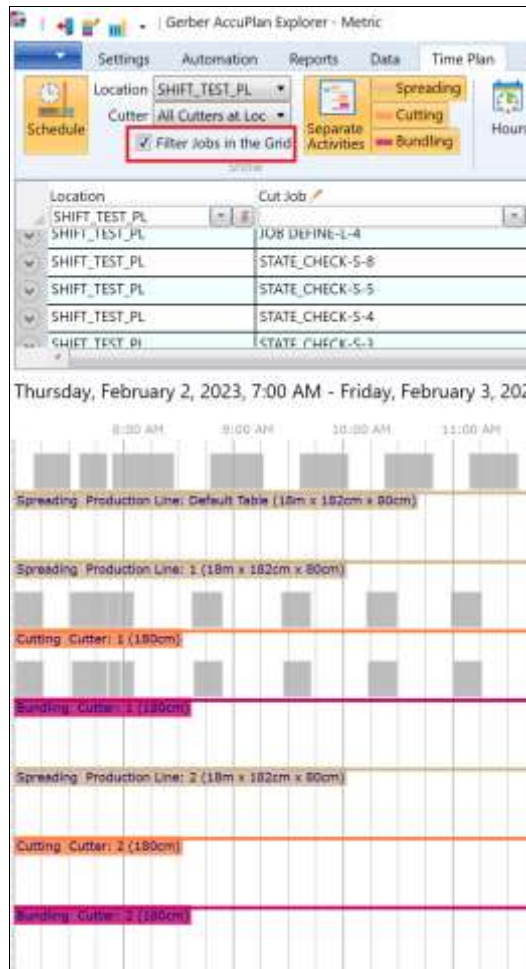 Gerber AccuPlan Explorer - Metric
Settings Automation Reports Data Time Plan
Schedule
Location SHIFT_TEST_PL
Cutter All Cutters at Loc
Filter Jobs in the Grid
Separate Activities
Spreading
Cutting
Bundling
Hours
Show
Location Cut Job
SHIFT_TEST_PL
SHIFT_TEST_PL JOB DEFINE-L-4
SHIFT_TEST_PL STATE_CHECK-S-8
SHIFT_TEST_PL STATE_CHECK-S-5
SHIFT_TEST_PL STATE_CHECK-S-4
SHIFT_TEST_PL STATE_CHECK-S-3
Thursday, February 2, 2023, 7:00 AM - Friday, February 3, 202
8:00 AM 9:00 AM 10:00 AM 11:00 AM
Spreading Production Line: Default Table (18m x 182cm x 80cm)
Spreading Production Line: 1 (18m x 182cm x 80cm)
Cutting Cutter: 1 (180cm)
Bundling Cutter: 1 (180cm)
Spreading Production Line: 2 (18m x 182cm x 80cm)
Cutting Cutter: 2 (180cm)
Bundling Cutter: 2 (180cm)